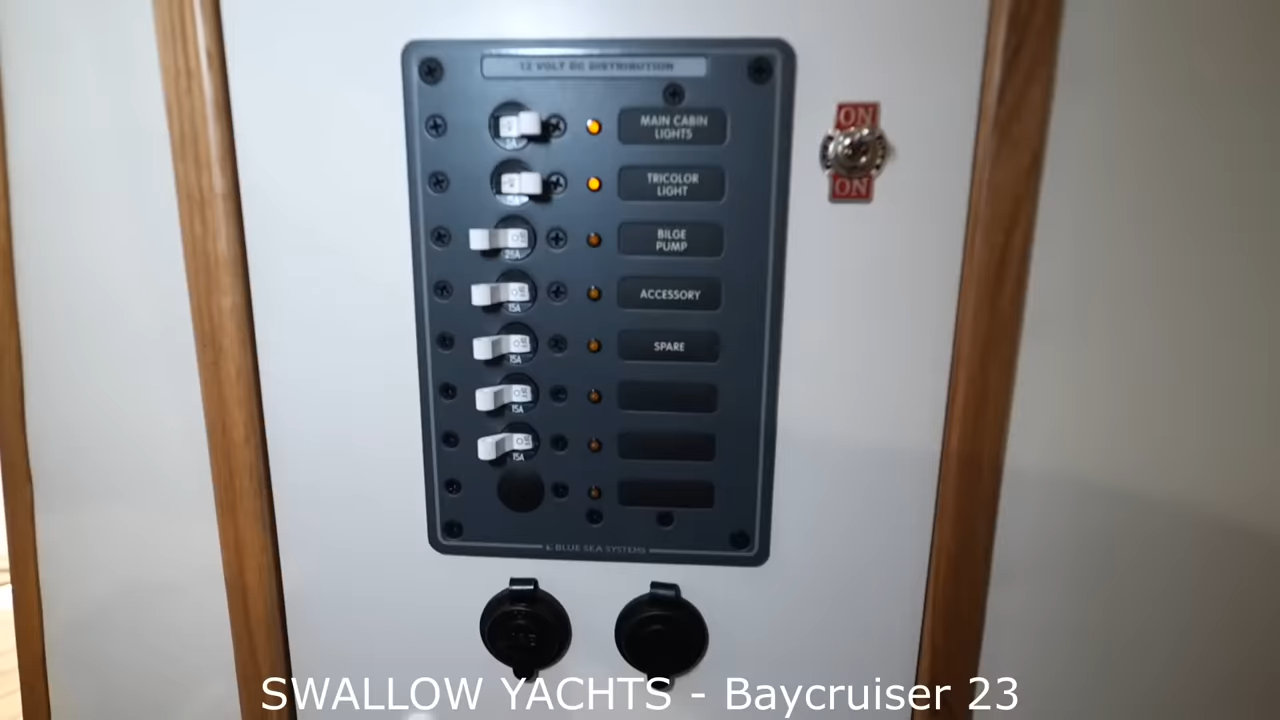 12 VOLT DC DISTRIBUTION
MAIN CABIN
LIGHTS
TRICOLOR
LIGHT
BILGE
PUMP
25A
ACCESSORY
15A
SPARE
15A
15A
15A
BLUE SEA SYSTEMS
ON
ON
SWALLOW YACHTS - Baycruiser 23